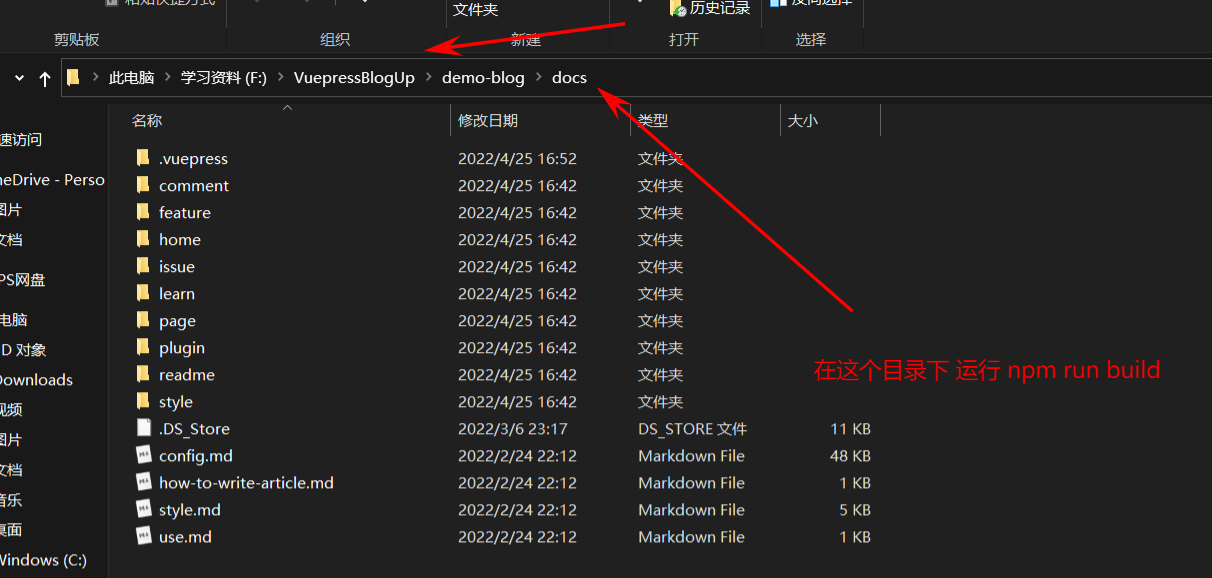 文件夹
历史记录
剪贴板 组织 新建 打开 选择
此电脑 学习资料 (F:) VuepressBlogUp demo-blog docs
名称 修改日期 类型 大小
速访问
.vuepress 2022/4/25 16:52 文件夹
neDrive - Perso
comment 2022/4/25 16:42 文件夹
图片
feature 2022/4/25 16:42 文件夹
文档
home 2022/4/25 16:42 文件夹
issue 2022/4/25 16:42 文件夹
PS网盘
learn 2022/4/25 16:42 文件夹
电脑
page 2022/4/25 16:42 文件夹
D 对象
plugin 2022/4/25 16:42 文件夹
在这个目录下 运行 npm run build
readme 2022/4/25 16:42 文件夹
Downloads
style 2022/4/25 16:42 文件夹
视频
.DS_Store 2022/3/6 23:17 DS_STORE 文件 11 KB
图片
config.md 2022/2/24 22:12 Markdown File 48 KB
文档
how-to-write-article.md 2022/2/24 22:12 Markdown File 1 KB
音乐
style.md 2022/2/24 22:12 Markdown File 5 KB
桌面
use.md 2022/2/24 22:12 Markdown File 1 KB
Windows (C:)